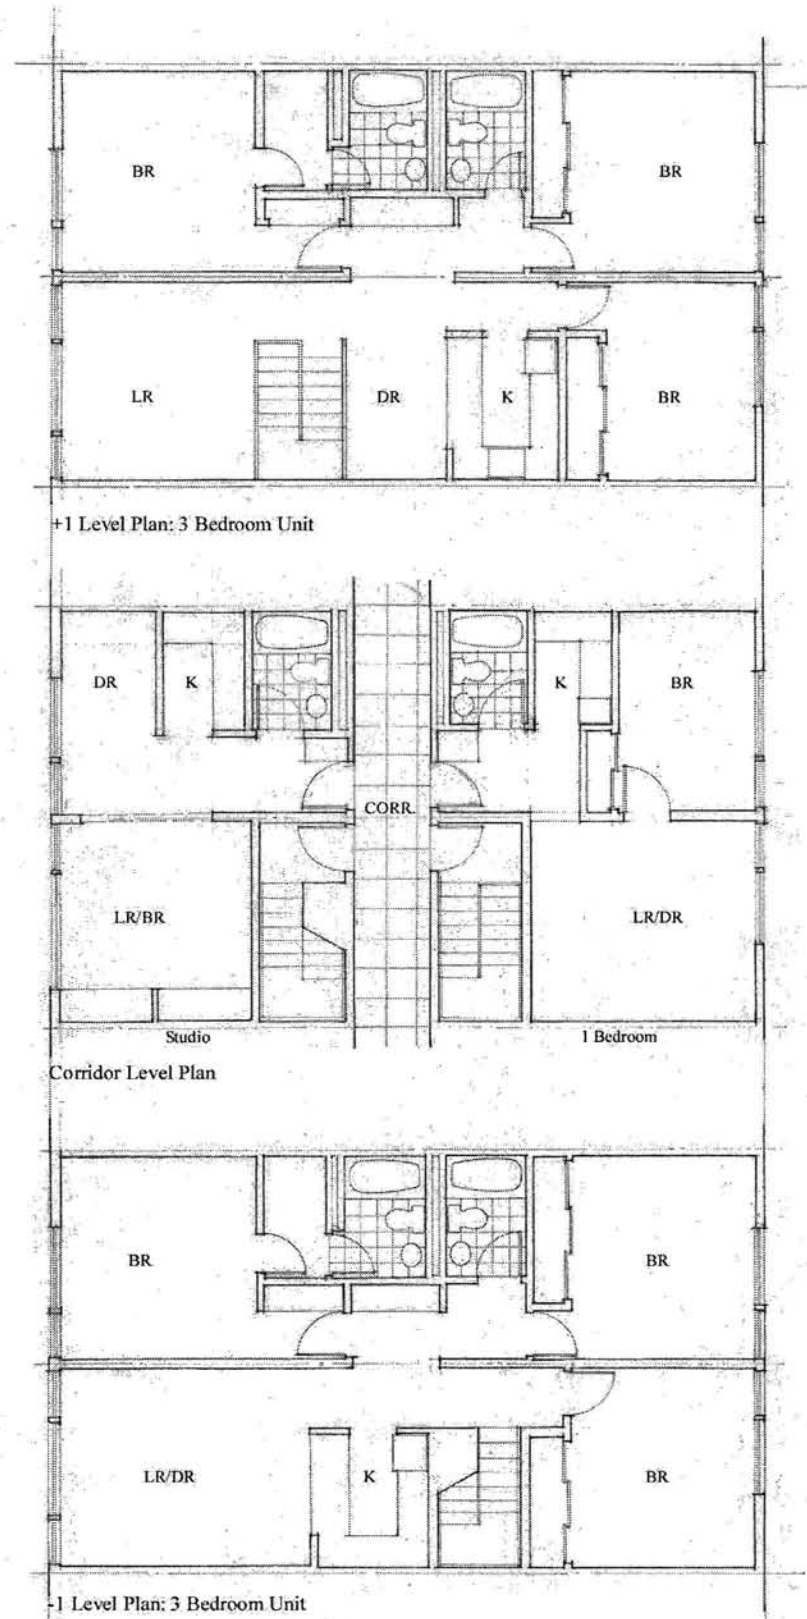 BR
BR
LR
DR
K
BR
+1 Level Plan: 3 Bedroom Unit
DR
K
K
BR
CORR.
LR/BR
LR/DR
Studio
1 Bedroom
Corridor Level Plan
BR
BR
LR/DR
K
BR
-1 Level Plan: 3 Bedroom Unit